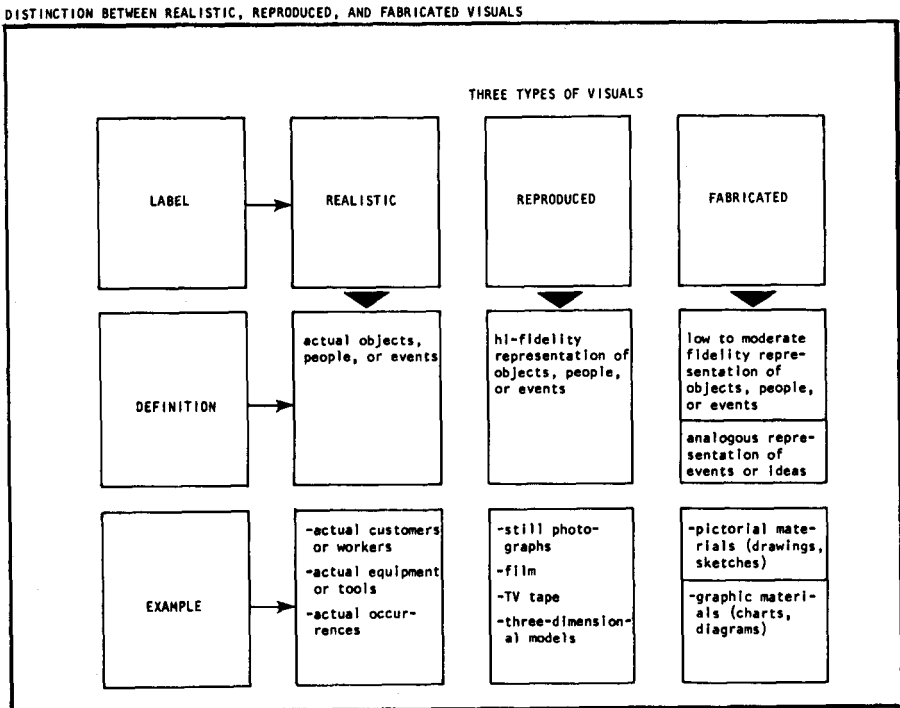 DISTINCTION BETWEEN REALISTIC, REPRODUCED, AND FABRICATED VISUALS
THREE TYPES OF VISUALS
LABEL
REALISTIC
REPRODUCED
FABRICATED
DEFINITION
actual objects,
people, or events
hi-fidelity
representation of
objects, people,
or events
low to moderate
fidelity repre-
sentation of
objects, people,
or events
analogous repre-
sentation of
events or ideas
EXAMPLE
-actual customers
or workers
-actual equipment
or tools
-actual occur-
rences
-still photo-
graphs
-film
-TV tape
-three-dimension-
al models
-pictorial mate-
rials (drawings,
sketches)
-graphic materi-
als (charts,
diagrams)